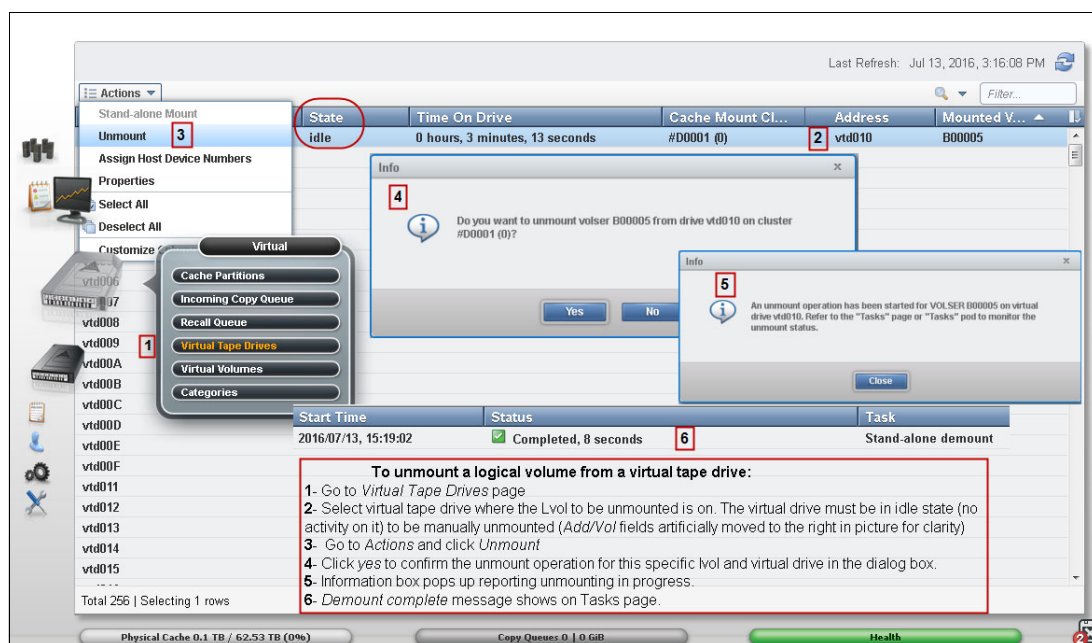 Last Refresh: Jul 13, 2016, 3:16:08 PM
Actions
Filter...
State Time On Drive Cache Mount Cl... Address Mounted V...
idle 0 hours, 3 minutes, 13 seconds #D0001 (0) 2 vtd010 B00005
Stand-alone Mount
Unmount 3
Assign Host Device Numbers
Properties
Select All
Deselect All
Customize
Info
4
Do you want to unmount volser B00005 from drive vtd010 on cluster
#D0001 (0)?
Yes No
Info
5
An unmount operation has been started for VOLSER B00005 on virtual
drive vtd010. Refer to the "Tasks" page or "Tasks" pod to monitor the
unmount status.
Close
Virtual
Cache Partitions
Incoming Copy Queue
Recall Queue
1 Virtual Tape Drives
Virtual Volumes
Categories
vtd006
07
vtd008
vtd009
vtd00A
vtd00B
vtd00C
vtd00D
vtd00E
vtd00F
vtd011
vtd012
vtd013
vtd014
vtd015
Start Time Status Task
2016/07/13, 15:19:02 Completed, 8 seconds 6 Stand-alone demount
To unmount a logical volume from a virtual tape drive:
1- Go to Virtual Tape Drives page
2- Select virtual tape drive where the Lvol to be unmounted is on. The virtual drive must be in idle state (no
activity on it) to be manually unmounted (Add/Vol fields artificially moved to the right in picture for clarity)
3- Go to Actions and click Unmount
4- Click yes to confirm the unmount operation for this specific lvol and virtual drive in the dialog box.
5- Information box pops up reporting unmounting in progress.
6- Demount complete message shows on Tasks page.
Total 256 | Selecting 1 rows
Physical Cache 0.1 TB / 62.53 TB (0%) Copy Queues 0 | 0 GiB Health
2